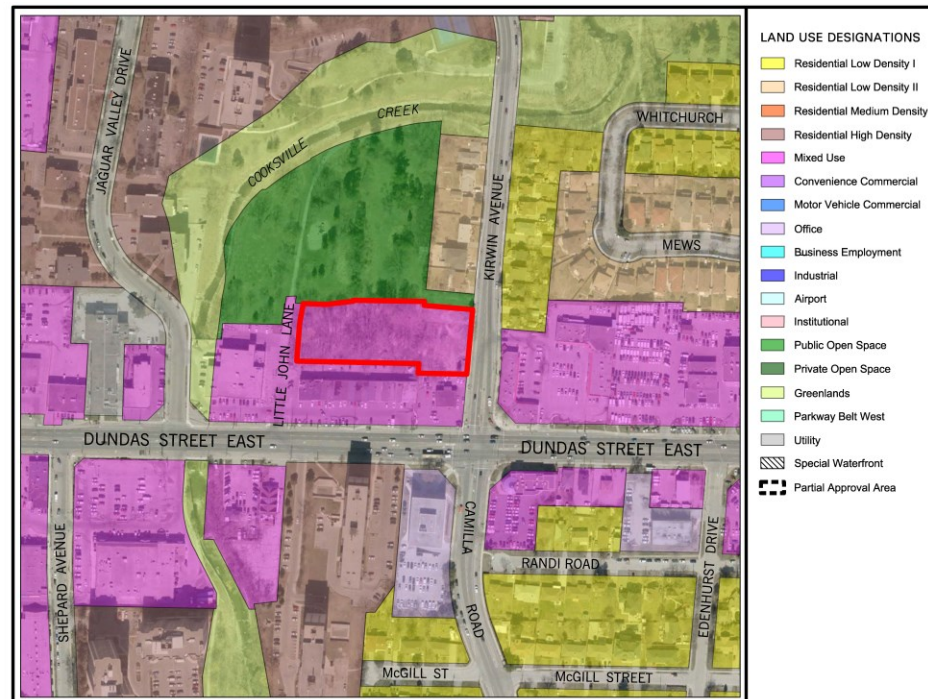 JAGUAR VALLEY DRIVE
COOKSVILLE CREEK
WHITCHURCH
MEWS
KIRWIN AVENUE
LITTLE JOHN LANE
DUNDAS STREET EAST
DUNDAS STREET EAST
SHEPARD AVENUE
CAMILLA ROAD
RANDI ROAD
EDENHURST DRIVE
McGILL ST
McGILL STREET
LAND USE DESIGNATIONS
Residential Low Density I
Residential Low Density II
Residential Medium Density
Residential High Density
Mixed Use
Convenience Commercial
Motor Vehicle Commercial
Office
Business Employment
Industrial
Airport
Institutional
Public Open Space
Private Open Space
Greenlands
Parkway Belt West
Utility
Special Waterfront
Partial Approval Area